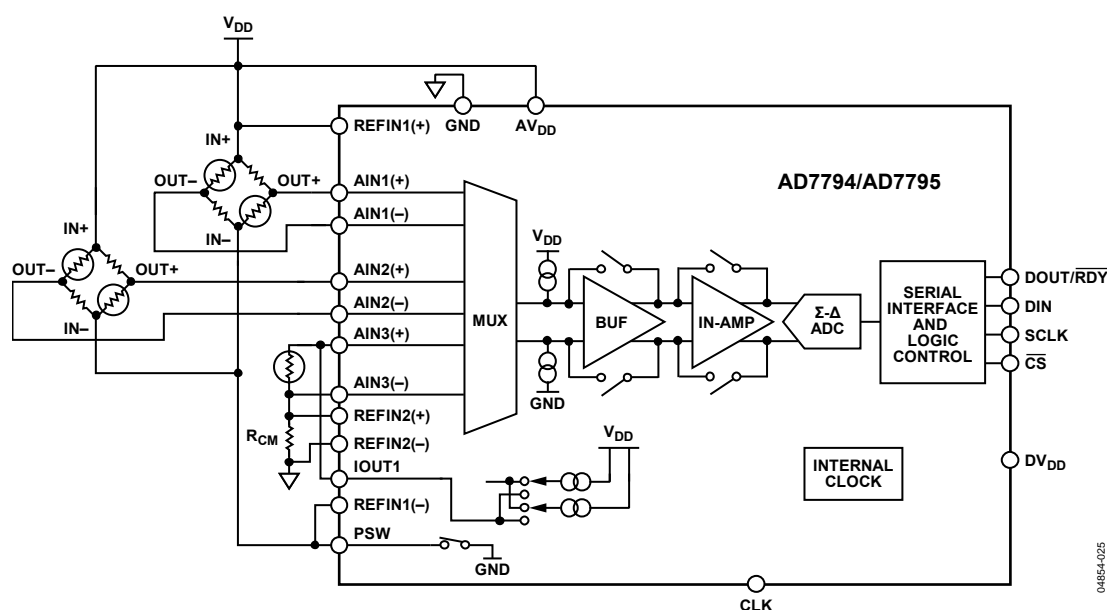 VDD
GND
AVDD
REFIN1(+)
IN+
OUT–
OUT+
AIN1(+)
AD7794/AD7795
AIN1(–)
IN–
IN+
VDD
OUT–
OUT+
AIN2(+)
DOUT/RDY
SERIAL
INTERFACE
AND
LOGIC
CONTROL
DIN
AIN2(–)
MUX
BUF
IN-AMP
Σ-Δ
ADC
SCLK
IN–
AIN3(+)
CS
AIN3(–)
GND
REFIN2(+)
RCM
REFIN2(–)
VDD
IOUT1
INTERNAL
CLOCK
DVDD
REFIN1(–)
PSW
GND
CLK
04854-025